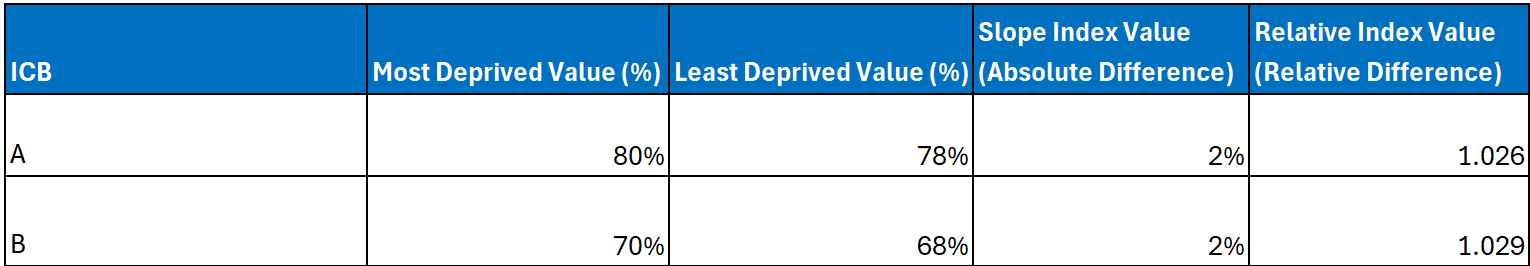 ICB Most Deprived Value (%) Least Deprived Value (%) Slope Index Value (Absolute Difference) Relative Index Value (Relative Difference)
A 80% 78% 2% 1.026
B 70% 68% 2% 1.029